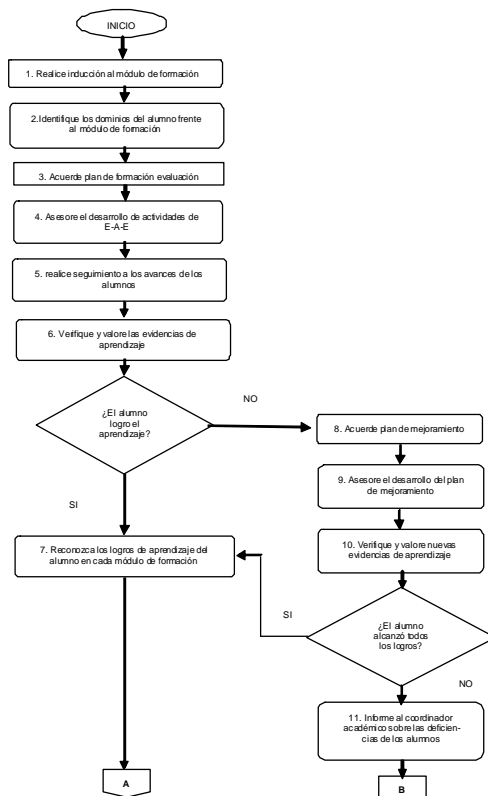 INICIO
1. Realice inducción al módulo de formación
2.Identifique los dominios del alumno frente
al módulo de formación
3. Acuerde plan de formación evaluación
4. Asesore el desarrollo de actividades de
E-A-E
5. realice seguimiento a los avances de los
alumnos
6. Verifique y valore las evidencias de
aprendizaje
¿El alumno
logro el
aprendizaje?
NO
SI
7. Reconozca los logros de aprendizaje del
alumno en cada módulo de formación
8. Acuerde plan de mejoramiento
9. Asesore el desarrollo del plan
de mejoramiento
10. Verifique y valore nuevas
evidencias de aprendizaje
¿El alumno
alcanzó todos
los logros?
SI
NO
11. Informe al coordinador
académico sobre las deficien-
cias de los alumnos
A
B